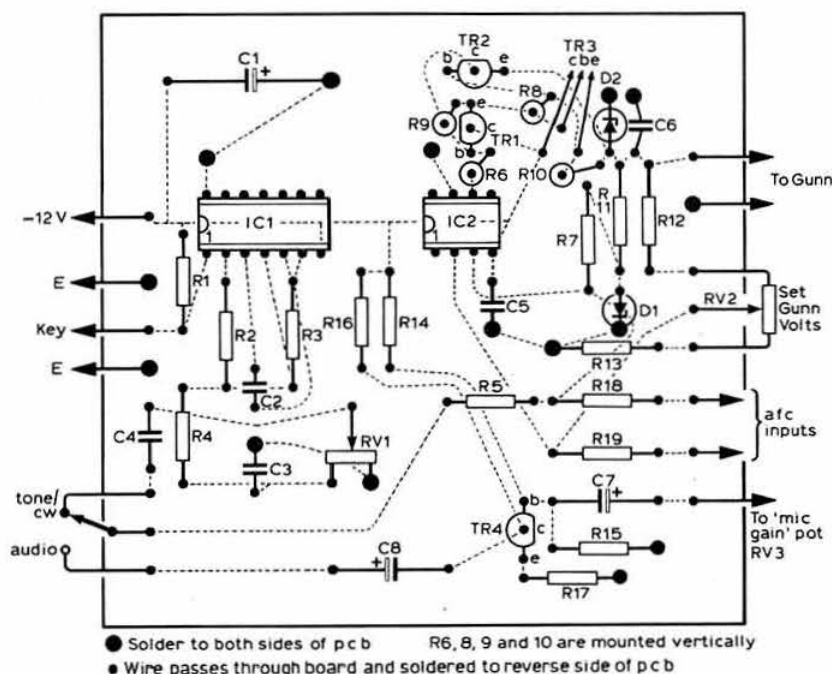 TR2
c
b
e
TR3
c b e
C1
+
D2
R8
R9
e
c
b
TR1
C6
R6
R10
To Gunn
-12 V
IC1
1
IC2
1
R7
R11
R12
E
R1
Key
E
R2
R3
R16
R14
C5
D1
RV2
Set
Gunn
Volts
R13
C2
R5
R18
afc
inputs
C4
R4
RV1
C3
R19
tone/
cw
b
C7
+
TR4
c
e
To 'mic
gain' pot
RV3
audio
+
C8
R15
R17
Solder to both sides of pcb
R6, 8, 9 and 10 are mounted vertically
Wire passes through board and soldered to reverse side of pcb